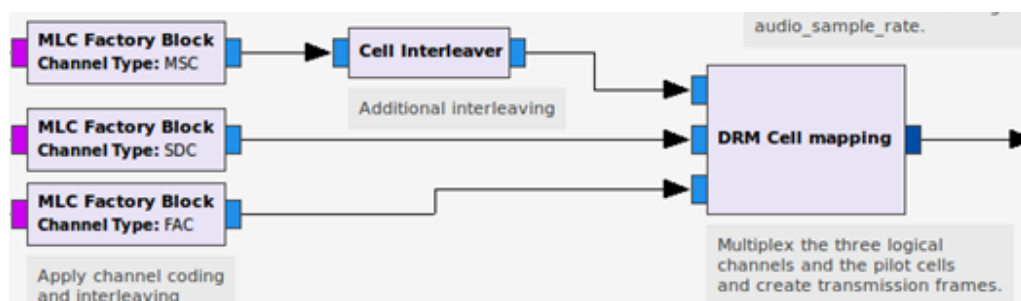 audio_sample_rate.
MLC Factory Block
Channel Type: MSC
Cell Interleaver
Additional interleaving
MLC Factory Block
Channel Type: SDC
DRM Cell mapping
MLC Factory Block
Channel Type: FAC
Apply channel coding
and interleaving
Multiplex the three logical
channels and the pilot cells
and create transmission frames.